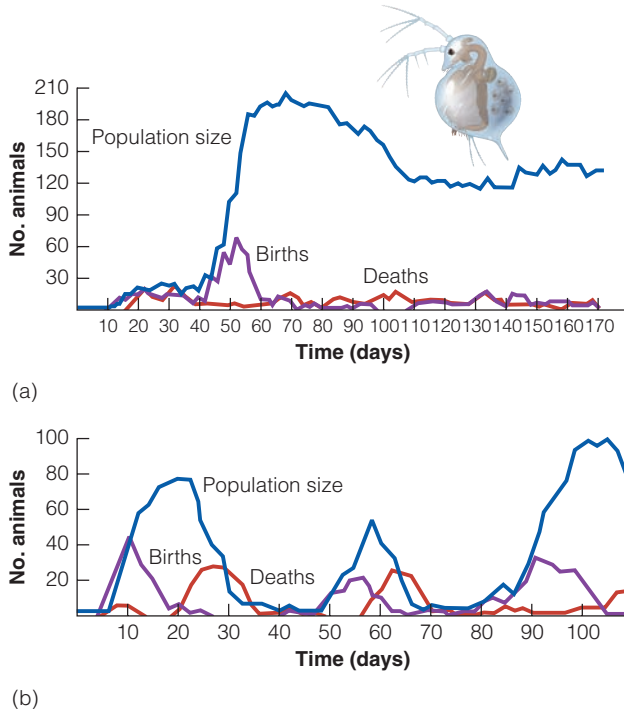 210
180
150
120
90
60
30
No. animals
Population size
Births
Deaths
10 20 30 40 50 60 70 80 90 100 110 120 130 140 150 160 170
Time (days)
(a)
100
80
60
40
20
No. animals
Population size
Births
Deaths
10 20 30 40 50 60 70 80 90 100
Time (days)
(b)